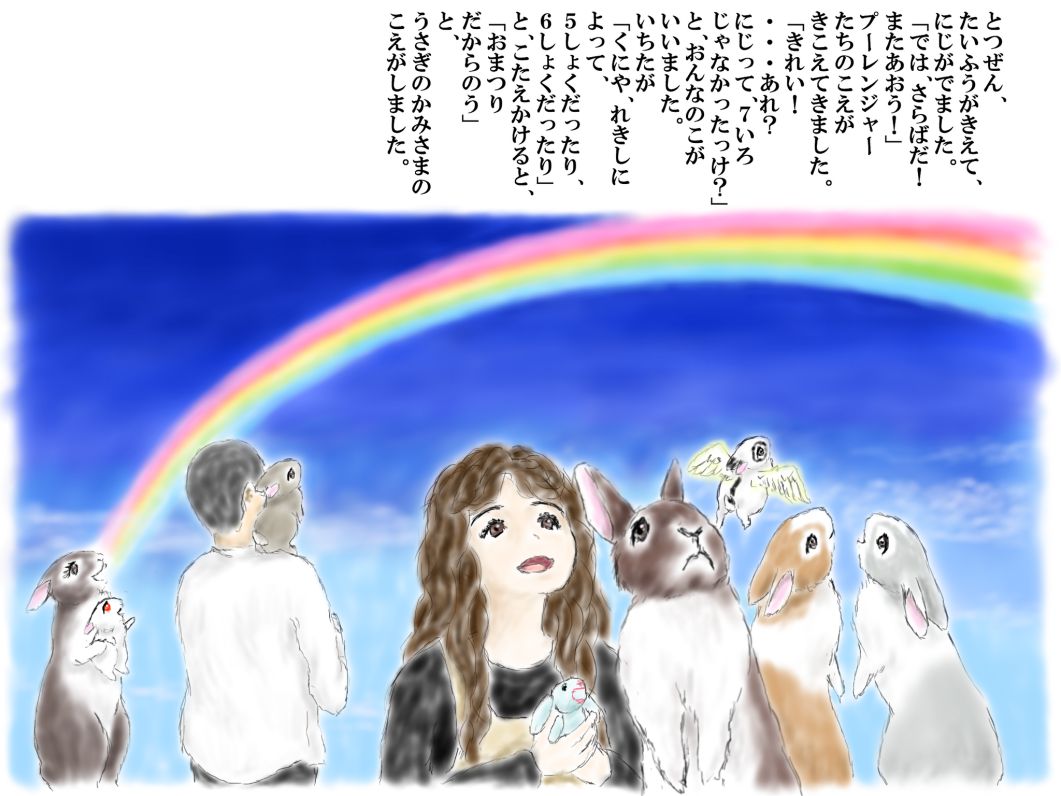 とつぜん、
たいふうがきえて、
にじがでました。
「では、さらばだ！
またあおう！」
プーレンジャー
たちのこえが
きこえてきました。
「きれい！
・・・あれ？
にじって、7いろ
じゃなかったっけ？」
と、おんなのこが
いいました。
いちたが
「くにや、れきしに
よって、
5しょくだったり、
6しょくだったり」
と、こたえかけると、
「おまつり
だからのう」
と、
うさぎのかみさまの
こえがしました。